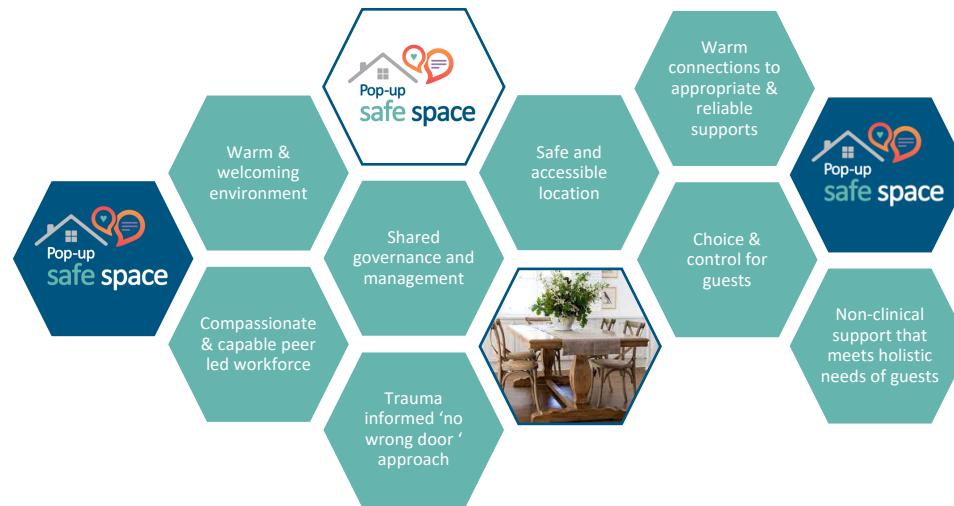 Pop-up
safe space
Warm
connections to
appropriate &
reliable
supports
Warm &
welcoming
environment
Safe and
accessible
location
Pop-up
safe space
Pop-up
safe space
Shared
governance and
management
Choice &
control for
guests
Compassionate
& capable peer
led workforce
Non-clinical
support that
meets holistic
needs of guests
Trauma
informed ‘no
wrong door ‘
approach